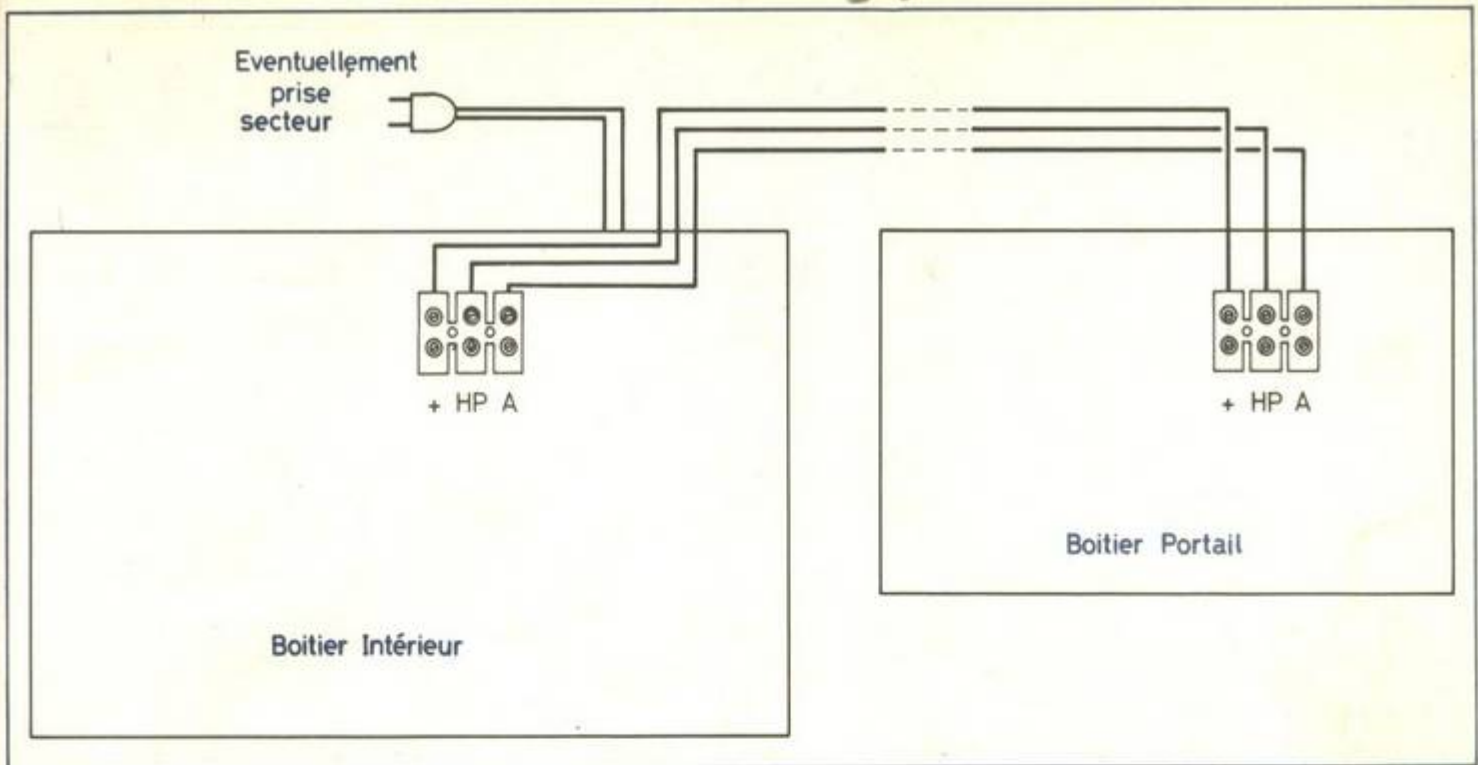 Eventuellement
prise
secteur
+ HP A
+ HP A
Boitier Portail
Boitier Intérieur